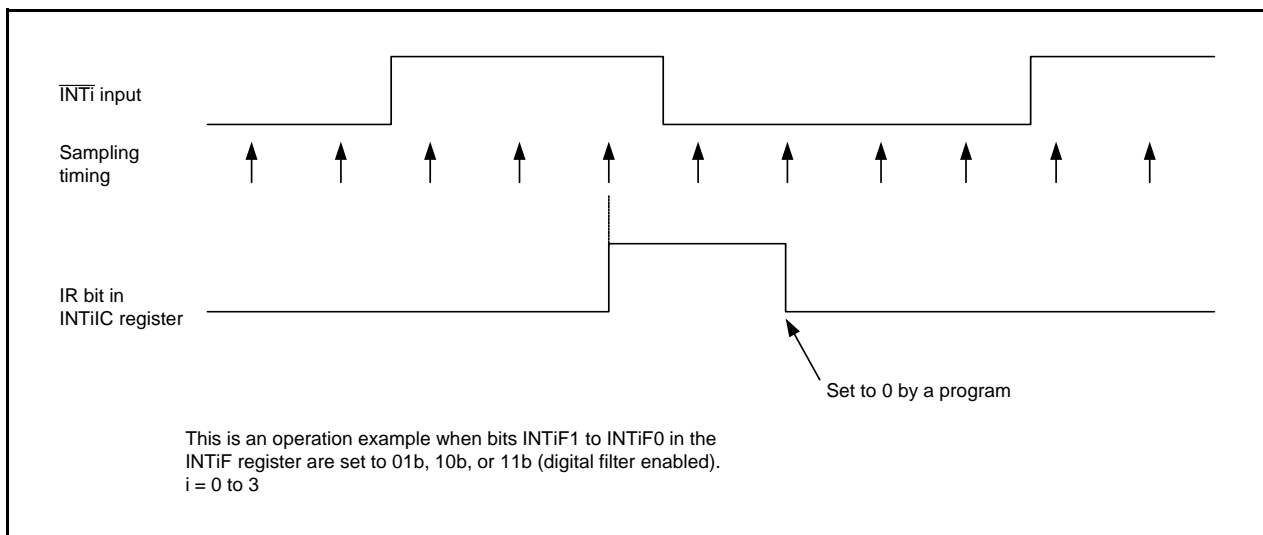 INTi input
Sampling
timing
IR bit in
INTiIC register
Set to 0 by a program
This is an operation example when bits INTiF1 to INTiF0 in the
INTiF register are set to 01b, 10b, or 11b (digital filter enabled).
i = 0 to 3